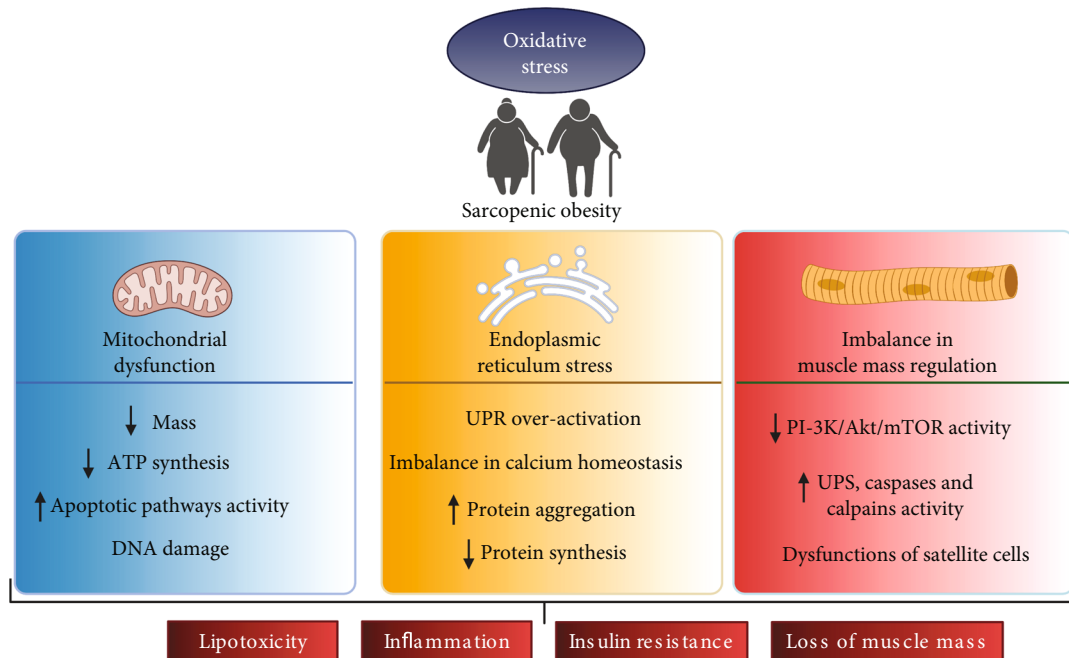 Oxidative
stress
Sarcopenic obesity
Mitochondrial
dysfunction
↓ Mass
↓ ATP synthesis
↑ Apoptotic pathways activity
DNA damage
Endoplasmic
reticulum stress
UPR over-activation
Imbalance in calcium homeostasis
↑ Protein aggregation
↓ Protein synthesis
Imbalance in
muscle mass regulation
↓ PI-3K/Akt/mTOR activity
↑ UPS, caspases and
calpains activity
Dysfunctions of satellite cells
Lipotoxicity
Inflammation
Insulin resistance
Loss of muscle mass